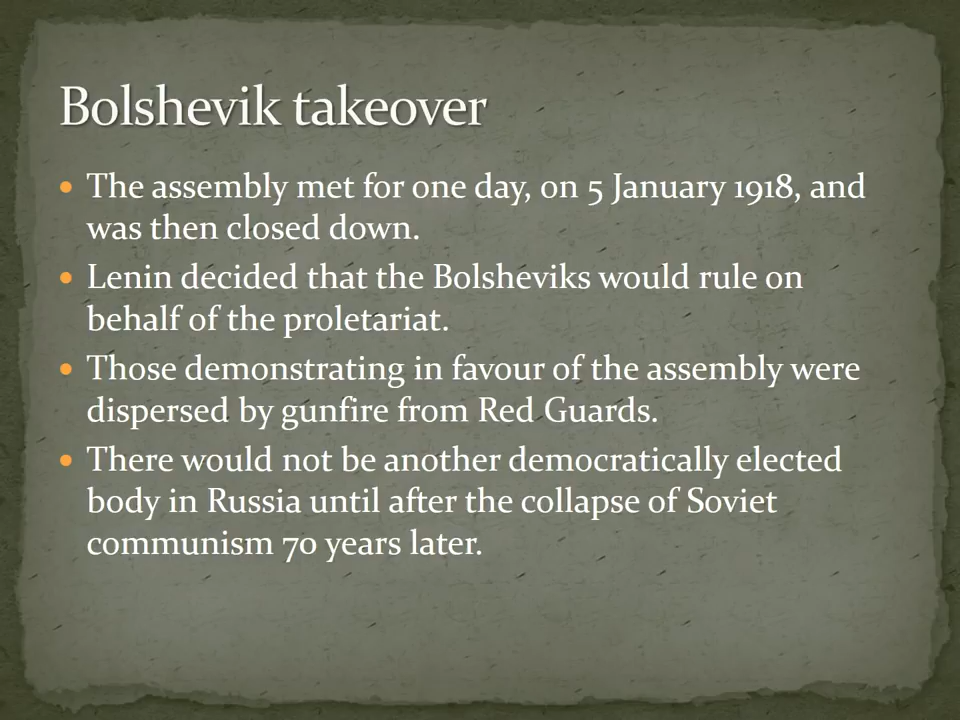 Bolshevik takeover
• The assembly met for one day, on 5 January 1918, and
was then closed down.
• Lenin decided that the Bolsheviks would rule on
behalf of the proletariat.
• Those demonstrating in favour of the assembly were
dispersed by gunfire from Red Guards.
• There would not be another democratically elected
body in Russia until after the collapse of Soviet
communism 70 years later.